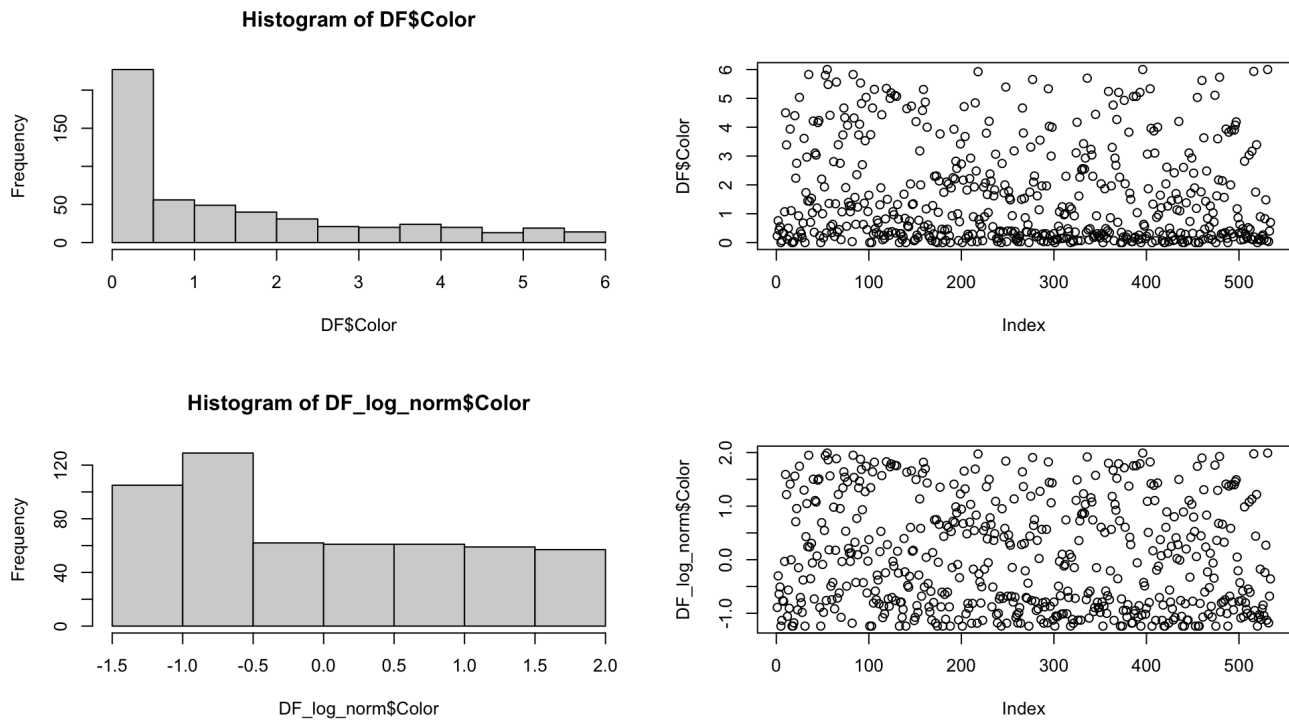 Histogram of DF$Color
Frequency
0 50 150
0 1 2 3 4 5 6
DF$Color
DF$Color
0 1 2 3 4 5 6
0 100 200 300 400 500
Index
Histogram of DF_log_norm$Color
Frequency
0 40 80 120
-1.5 -1.0 -0.5 0.0 0.5 1.0 1.5 2.0
DF_log_norm$Color
DF_log_norm$Color
-1.0 0.0 1.0 2.0
0 100 200 300 400 500
Index